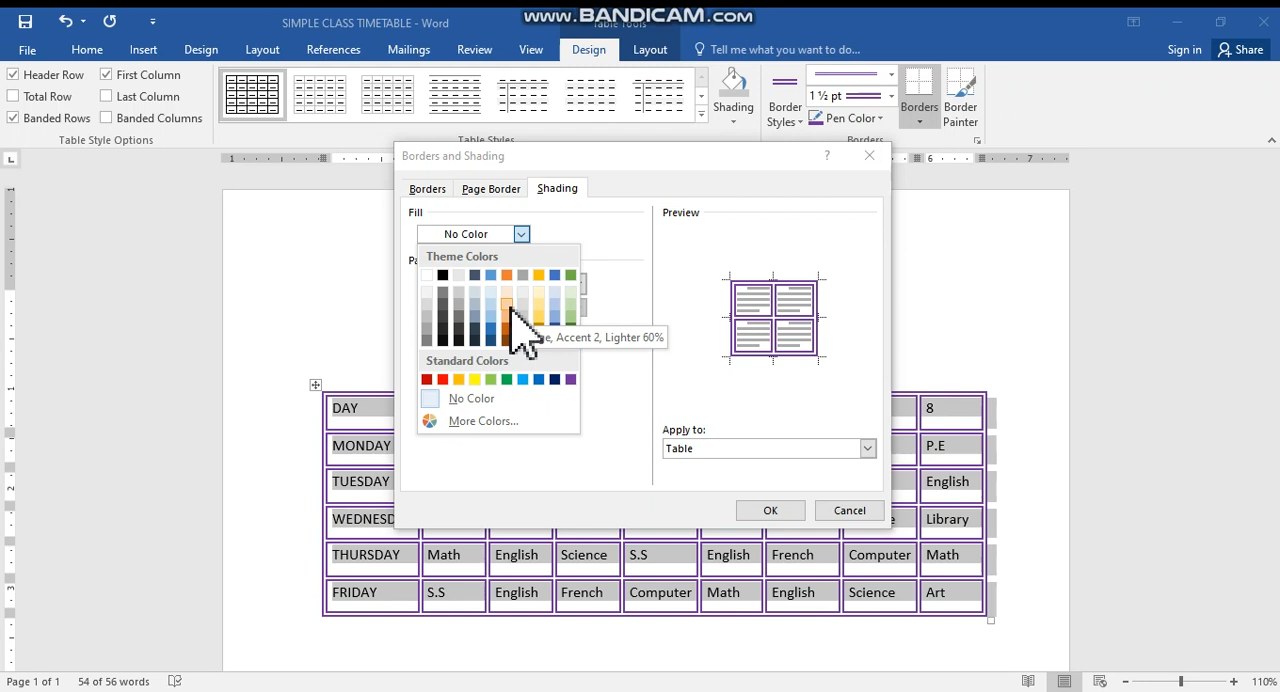 SIMPLE CLASS TIMETABLE - Word
www.BANDICAM.com
File Home Insert Design Layout References Mailings Review View Design Layout Tell me what you want to do... Sign in Share
Header Row First Column
Total Row Last Column
Banded Rows Banded Columns
Table Style Options
Table Styles
Shading
Border Styles
1 ½ pt
Pen Color
Borders
Border Painter
Borders
1 6 7
Borders and Shading ?
Borders Page Border Shading
Fill
No Color
Theme Colors
Accent 2, Lighter 60%
Standard Colors
No Color
More Colors...
Preview
Apply to:
Table
OK Cancel
DAY 8
MONDAY P.E
TUESDAY English
Library
THURSDAY Math English Science S.S English French Computer Math
FRIDAY S.S English French Computer Math English Science Art
Page 1 of 1 54 of 56 words 110%